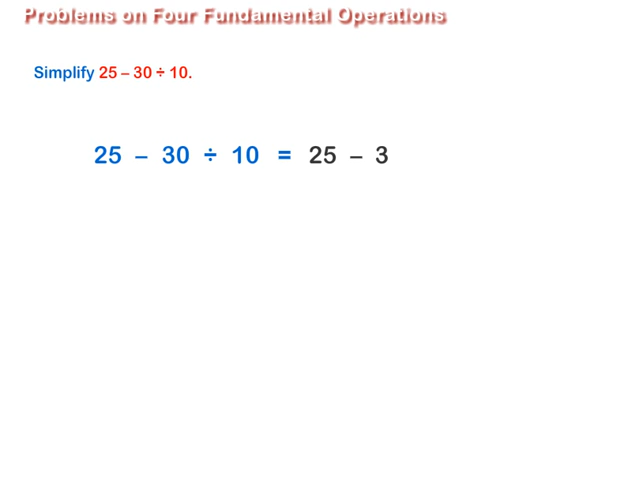 Problems on Four Fundamental Operations
Simplify 25 – 30 ÷ 10.
25 – 30 ÷ 10 = 25 – 3